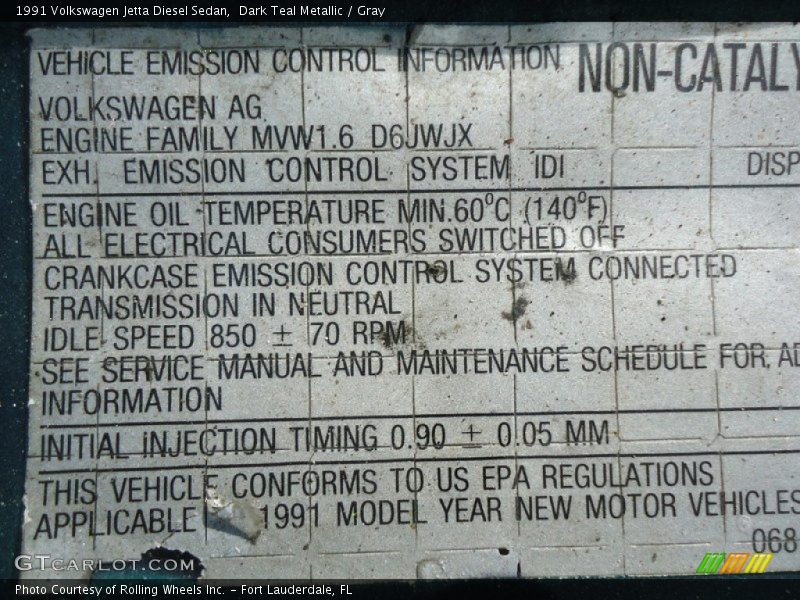 1991 Volkswagen Jetta Diesel Sedan, Dark Teal Metallic / Gray
VEHICLE EMISSION CONTROL INFORMATION NON-CATALY
VOLKSWAGEN AG
ENGINE FAMILY MVW1.6 D6JWJX
EXH. EMISSION CONTROL SYSTEM IDI DISP
ENGINE OIL TEMPERATURE MIN.60°C (140°F)
ALL ELECTRICAL CONSUMERS SWITCHED OFF
CRANKCASE EMISSION CONTROL SYSTEM CONNECTED
TRANSMISSION IN NEUTRAL
IDLE SPEED 850 ± 70 RPM
SEE SERVICE MANUAL AND MAINTENANCE SCHEDULE FOR AD
INFORMATION
INITIAL INJECTION TIMING 0.90 ± 0.05 MM
THIS VEHICLE CONFORMS TO US EPA REGULATIONS
APPLICABLE 1991 MODEL YEAR NEW MOTOR VEHICLES
068
GTCarLot.com
Photo Courtesy of Rolling Wheels Inc. – Fort Lauderdale, FL